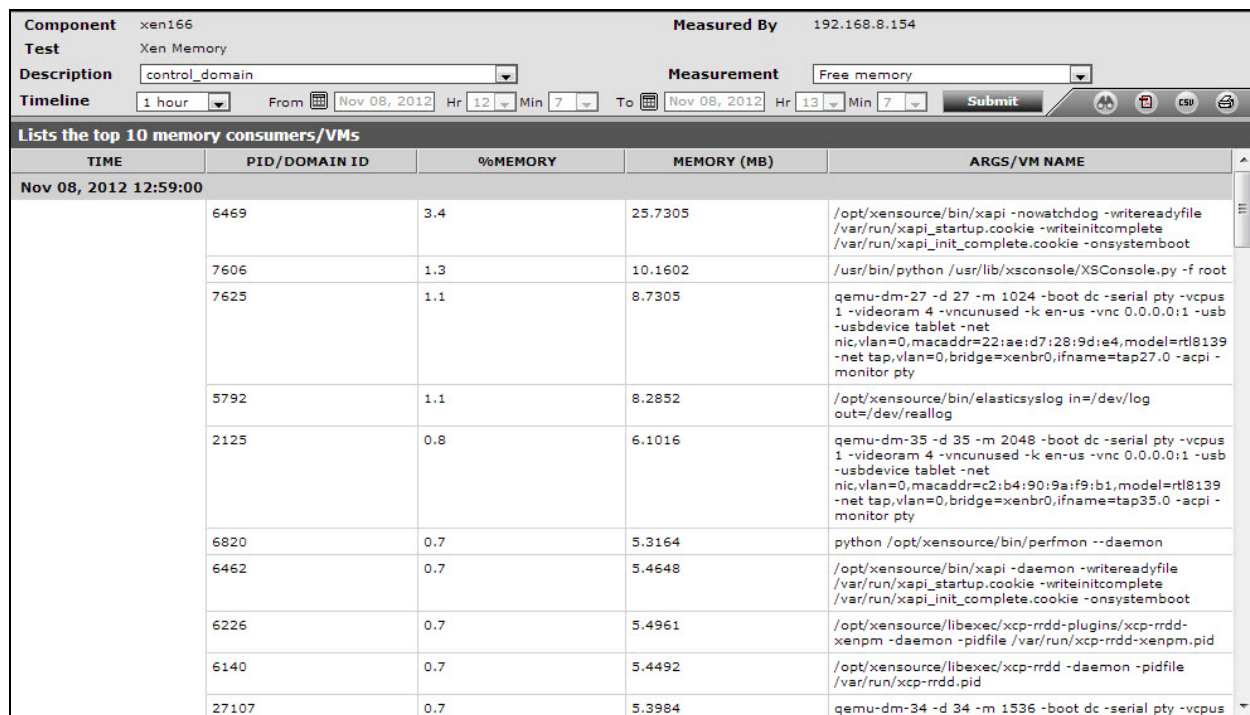 Component xen166 Measured By 192.168.8.154
Test Xen Memory
Description control_domain Measurement Free memory
Timeline 1 hour From Nov 08, 2012 Hr 12 Min 7 To Nov 08, 2012 Hr 13 Min 7 Submit CSV
Lists the top 10 memory consumers/VMs
TIME PID/DOMAIN ID %MEMORY MEMORY (MB) ARGS/VM NAME
Nov 08, 2012 12:59:00
6469 3.4 25.7305 /opt/xensource/bin/xapi -nowatchdog -writereadyfile
/var/run/xapi_startup.cookie -writeinitcomplete
/var/run/xapi_init_complete.cookie -onsystemboot
7606 1.3 10.1602 /usr/bin/python /usr/lib/xsconsole/XSConsole.py -f root
7625 1.1 8.7305 qemu-dm-27 -d 27 -m 1024 -boot dc -serial pty -vcpus
1 -videoram 4 -vncunused -k en-us -vnc 0.0.0.0:1 -usb
-usbdevice tablet -net
nic,vlan=0,macaddr=22:ae:d7:28:9d:e4,model=rtl8139
-net tap,vlan=0,bridge=xenbr0,ifname=tap27.0 -acpi -
monitor pty
5792 1.1 8.2852 /opt/xensource/bin/elasticsyslog in=/dev/log
out=/dev/reallog
2125 0.8 6.1016 qemu-dm-35 -d 35 -m 2048 -boot dc -serial pty -vcpus
1 -videoram 4 -vncunused -k en-us -vnc 0.0.0.0:1 -usb
-usbdevice tablet -net
nic,vlan=0,macaddr=c2:b4:90:9a:f9:b1,model=rtl8139
-net tap,vlan=0,bridge=xenbr0,ifname=tap35.0 -acpi -
monitor pty
6820 0.7 5.3164 python /opt/xensource/bin/perfmon --daemon
6462 0.7 5.4648 /opt/xensource/bin/xapi -daemon -writereadyfile
/var/run/xapi_startup.cookie -writeinitcomplete
/var/run/xapi_init_complete.cookie -onsystemboot
6226 0.7 5.4961 /opt/xensource/libexec/xcp-rrdd-plugins/xcp-rrdd-
xenpm -daemon -pidfile /var/run/xcp-rrdd-xenpm.pid
6140 0.7 5.4492 /opt/xensource/libexec/xcp-rrdd -daemon -pidfile
/var/run/xcp-rrdd.pid
27107 0.7 5.3984 qemu-dm-34 -d 34 -m 1536 -boot dc -serial pty -vcpus